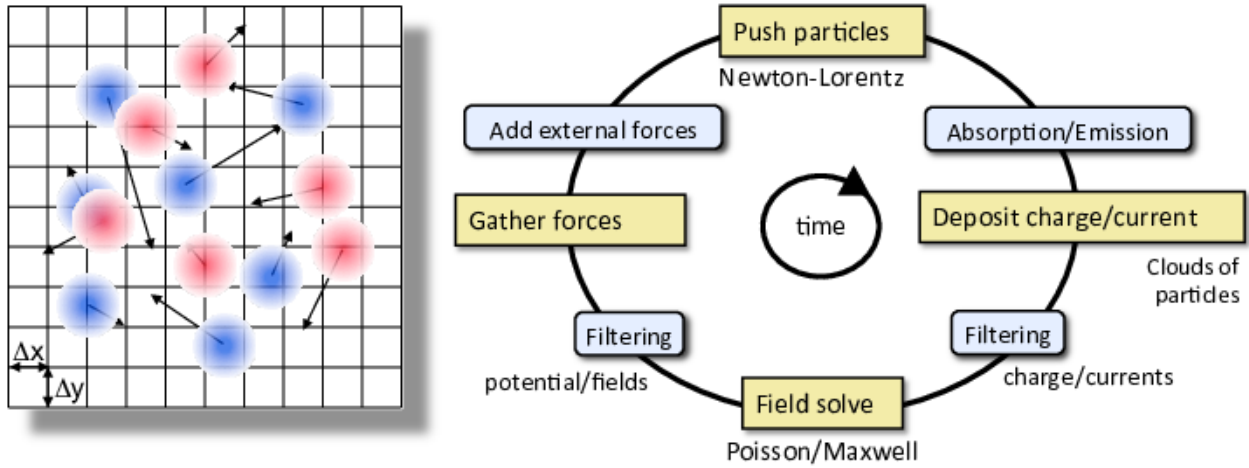 Δx
Δy
Push particles
Newton-Lorentz
Add external forces
Absorption/Emission
Gather forces
time
Deposit charge/current
Clouds of
particles
Filtering
Filtering
potential/fields
charge/currents
Field solve
Poisson/Maxwell